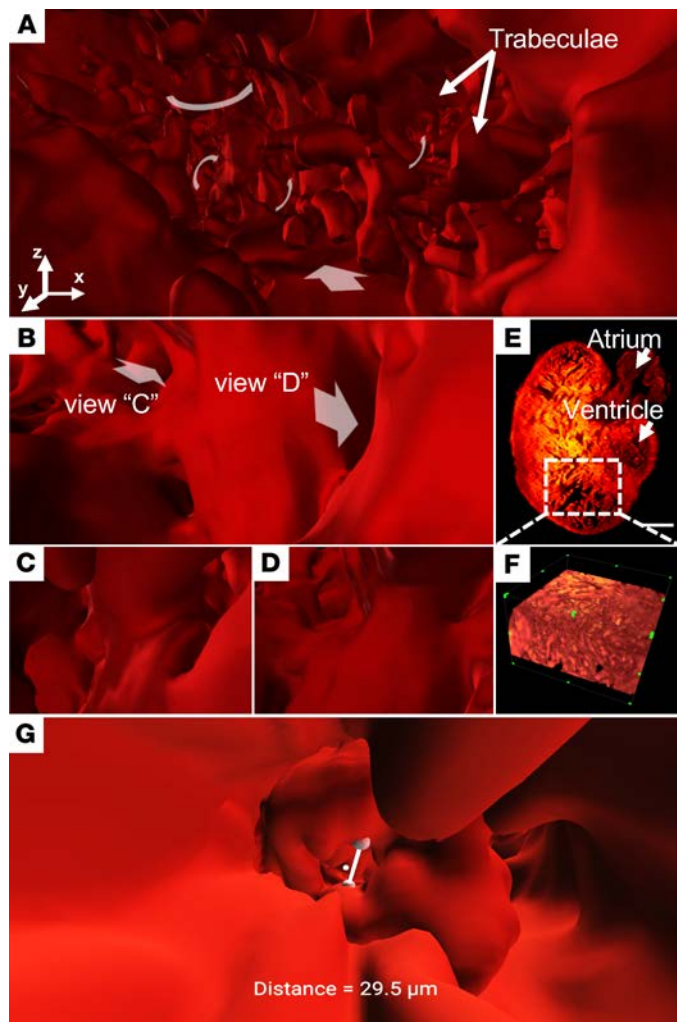 A
Trabeculae
z
y
x
B
view "C"
view "D"
E
Atrium
Ventricle
C
D
F
G
Distance = 29.5 µm